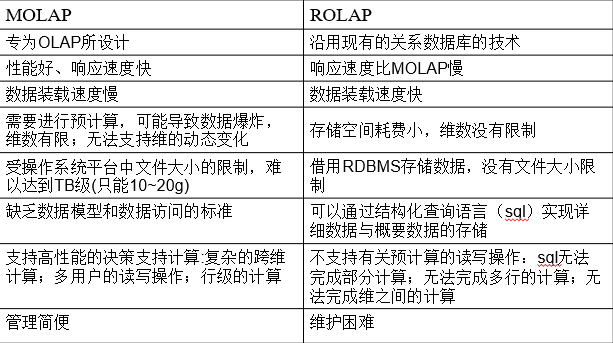 MOLAP
ROLAP
专为OLAP所设计
沿用现有的关系数据库的技术
性能好、响应速度快
响应速度比MOLAP慢
数据装载速度慢
数据装载速度快
需要进行预计算，可能导致数据爆炸，
维数有限；无法支持维的动态变化
存储空间耗费小，维数没有限制
受操作系统平台中文件大小的限制，难
以达到TB级(只能10~20g)
借用RDBMS存储数据，没有文件大小限
制
缺乏数据模型和数据访问的标准
可以通过结构化查询语言（sql）实现详
细数据与概要数据的存储
支持高性能的决策支持计算:复杂的跨维
计算；多用户的读写操作；行级的计算
不支持有关预计算的读写操作：sql无法
完成部分计算；无法完成多行的计算；无
法完成维之间的计算
管理简便
维护困难